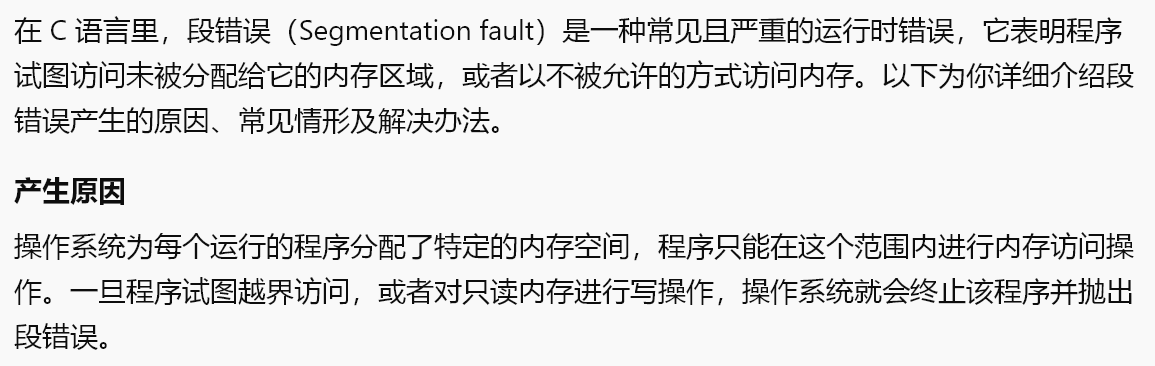 在 C 语言里，段错误（Segmentation fault）是一种常见且严重的运行时错误，它表明程序
试图访问未被分配给它的内存区域，或者以不被允许的方式访问内存。以下为你详细介绍段
错误产生的原因、常见情形及解决办法。
产生原因
操作系统为每个运行的程序分配了特定的内存空间，程序只能在这个范围内进行内存访问操
作。一旦程序试图越界访问，或者对只读内存进行写操作，操作系统就会终止该程序并抛出
段错误。